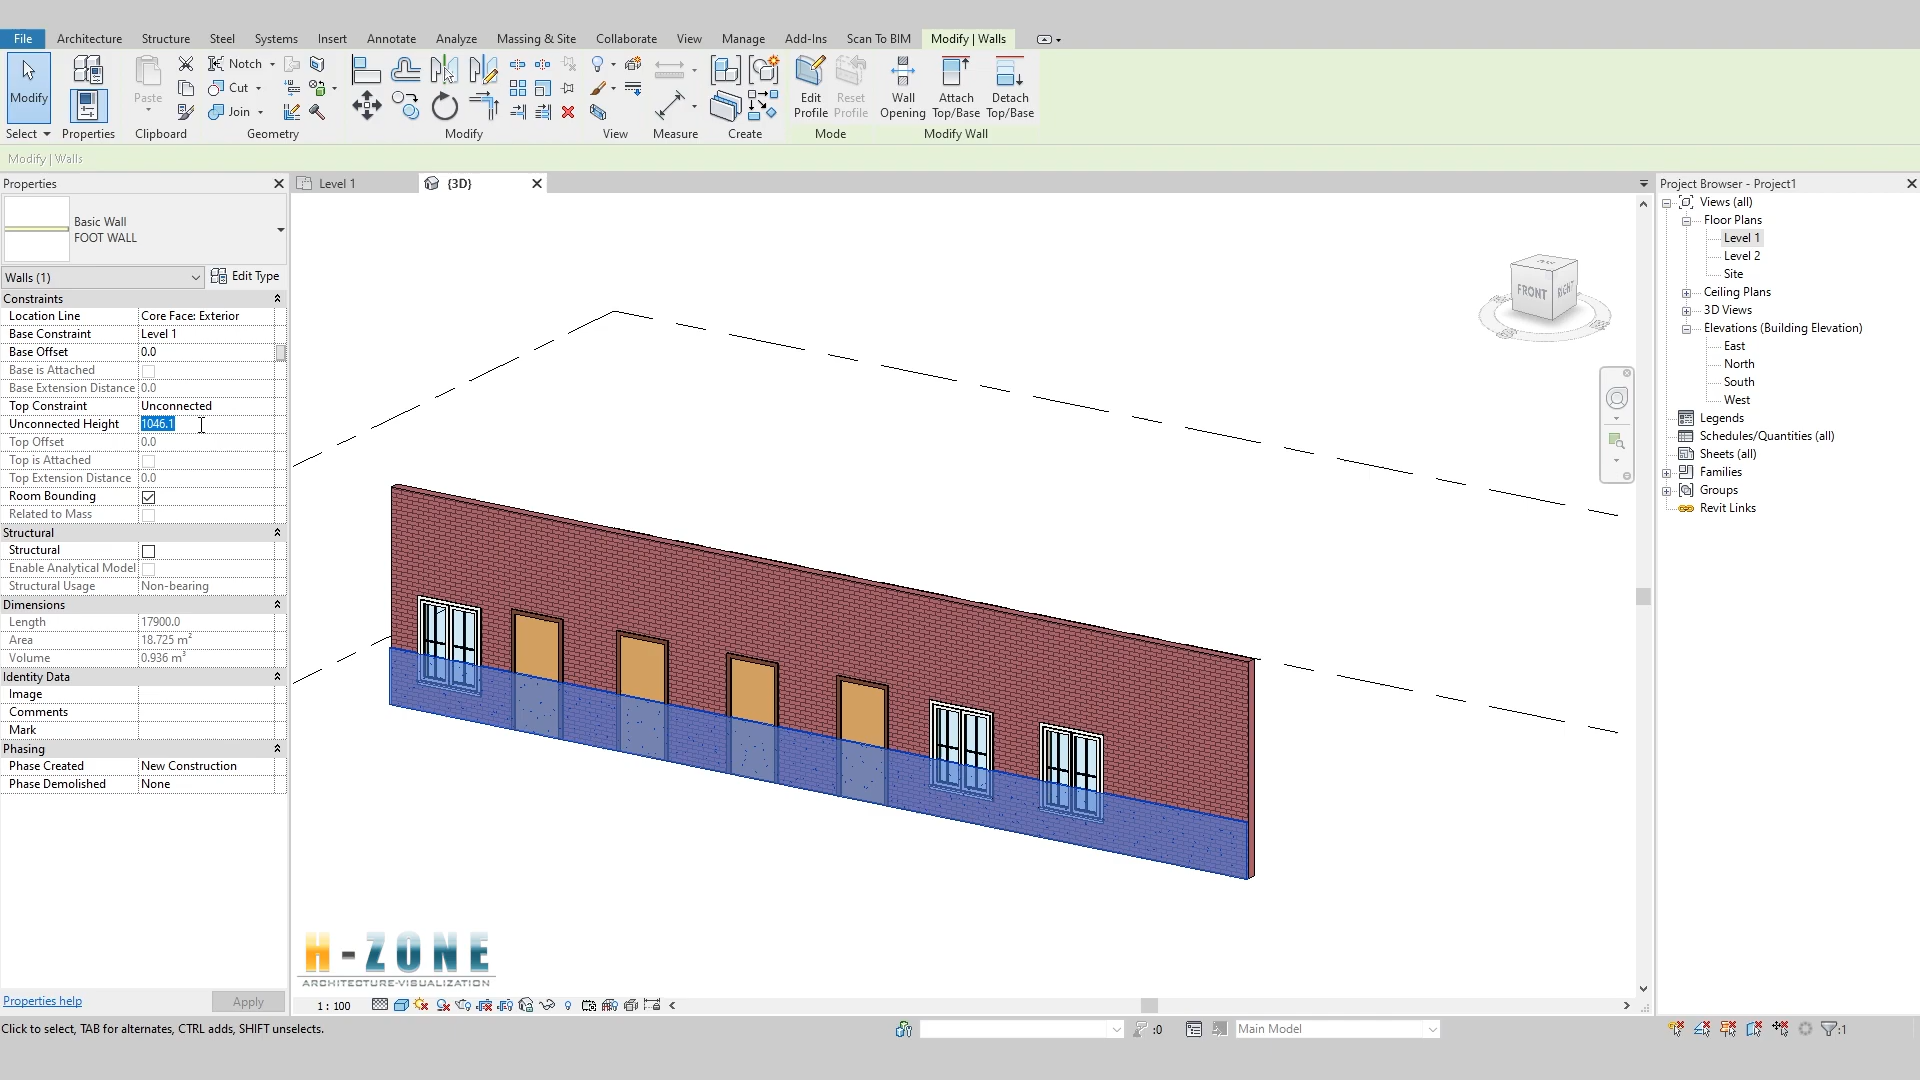 File Architecture Structure Steel Systems Insert Annotate Analyze Massing & Site Collaborate View Manage Add-Ins Scan To BIM Modify | Walls
Modify Paste Notch Cut Join Edit Profile Reset Profile Wall Opening Attach Top/Base Detach Top/Base
Select Properties Clipboard Geometry Modify View Measure Create Mode Modify Wall
Modify | Walls
Properties
Level 1
{3D}
Project Browser - Project1
Basic Wall
FOOT WALL
Walls (1)
Edit Type
Constraints
Location Line Core Face: Exterior
Base Constraint Level 1
Base Offset 0.0
Base is Attached
Base Extension Distance 0.0
Top Constraint Unconnected
Unconnected Height 1046.1
Top Offset 0.0
Top is Attached
Top Extension Distance 0.0
Room Bounding
Related to Mass
Structural
Structural
Enable Analytical Model
Structural Usage Non-bearing
Dimensions
Length 17900.0
Area 18.725 m²
Volume 0.936 m³
Identity Data
Image
Comments
Mark
Phasing
Phase Created New Construction
Phase Demolished None
Properties help
Apply
FRONT
RIGHT
H-ZONE
ARCHITECTURE-VISUALIZATION
1 : 100
Views (all)
Floor Plans
Level 1
Level 2
Site
Ceiling Plans
3D Views
Elevations (Building Elevation)
East
North
South
West
Legends
Schedules/Quantities (all)
Sheets (all)
Families
Groups
Revit Links
Click to select, TAB for alternates, CTRL adds, SHIFT unselects.
:0
Main Model
:1